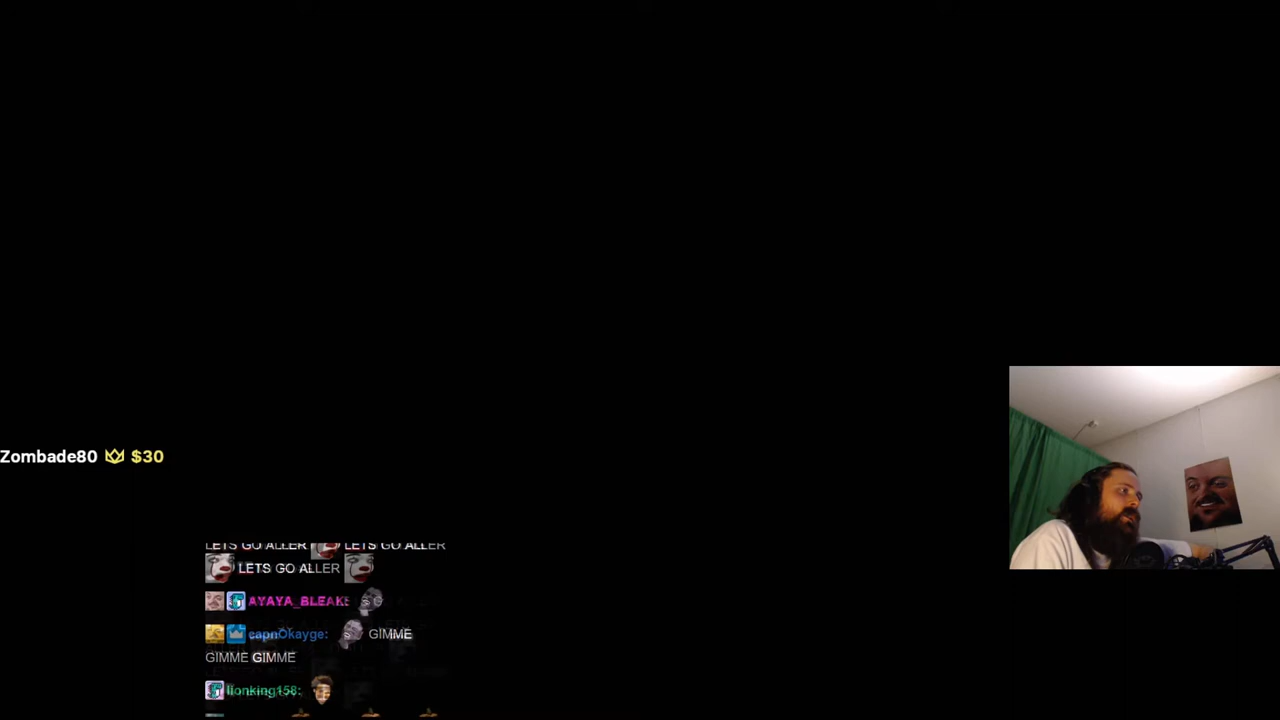 Zombade80 $30
LETS GO ALLER LETS GO ALLER
LETS GO ALLER
AYAYA_BLEAK:
capnOkayge: GIMME
GIMME GIMME
lionking158: